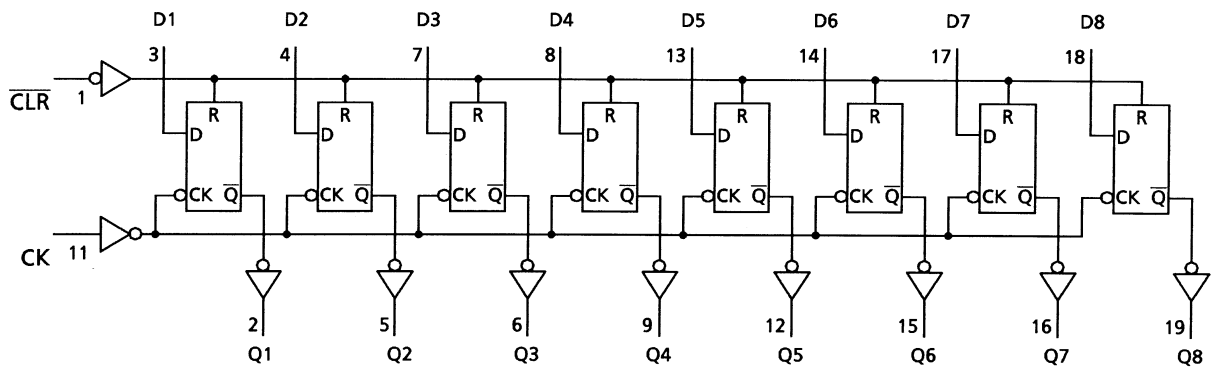 D1 D2 D3 D4 D5 D6 D7 D8
3 4 7 8 13 14 17 18
C̅L̅R̅ 1
R R R R R R R R
D D D D D D D D
CK Q̅ CK Q̅ CK Q̅ CK Q̅ CK Q̅ CK Q̅ CK Q̅ CK Q̅
CK 11
2 5 6 9 12 15 16 19
Q1 Q2 Q3 Q4 Q5 Q6 Q7 Q8